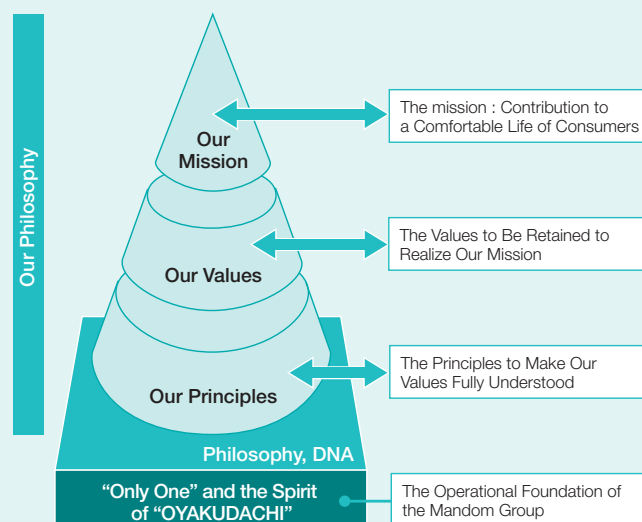 Our Philosophy
Our
Mission
The mission : Contribution to
a Comfortable Life of Consumers
Our Values
The Values to Be Retained to
Realize Our Mission
Our Principles
The Principles to Make Our
Values Fully Understood
Philosophy, DNA
“Only One” and the Spirit
of “OYAKUDACHI”
The Operational Foundation of
the Mandom Group